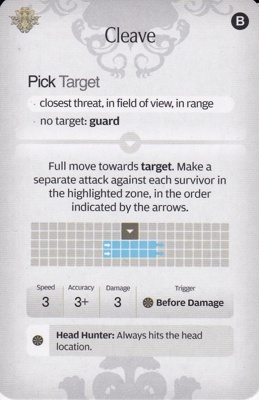 Cleave
B
Pick Target
· closest threat, in field of view, in range
· no target: guard
Full move towards target. Make a
separate attack against each survivor in
the highlighted zone, in the order
indicated by the arrows.
Speed Accuracy Damage Trigger
3 3+ 3 Before Damage
Head Hunter: Always hits the head
location.